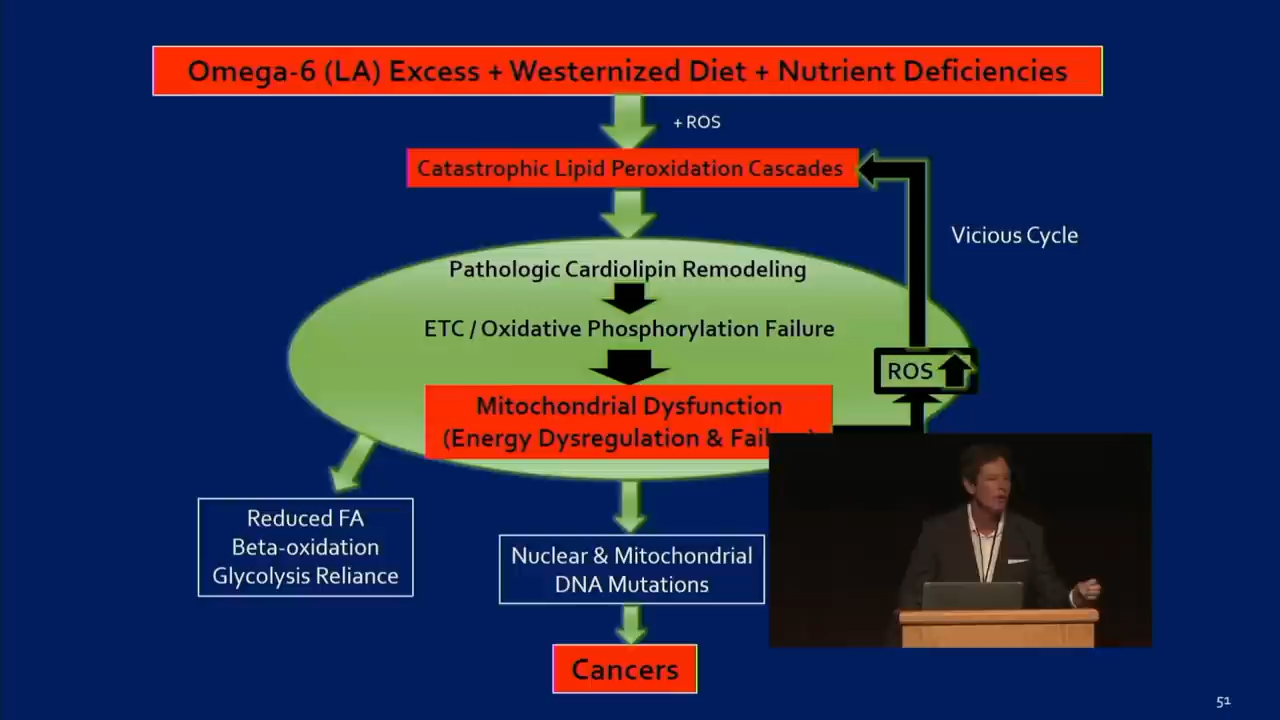 Omega-6 (LA) Excess + Westernized Diet + Nutrient Deficiencies
+ ROS
Catastrophic Lipid Peroxidation Cascades
Vicious Cycle
Pathologic Cardiolipin Remodeling
ETC / Oxidative Phosphorylation Failure
ROS
Mitochondrial Dysfunction
(Energy Dysregulation &
Reduced FA
Beta-oxidation
Glycolysis Reliance
Nuclear & Mitochondrial
DNA Mutations
Cancers
51